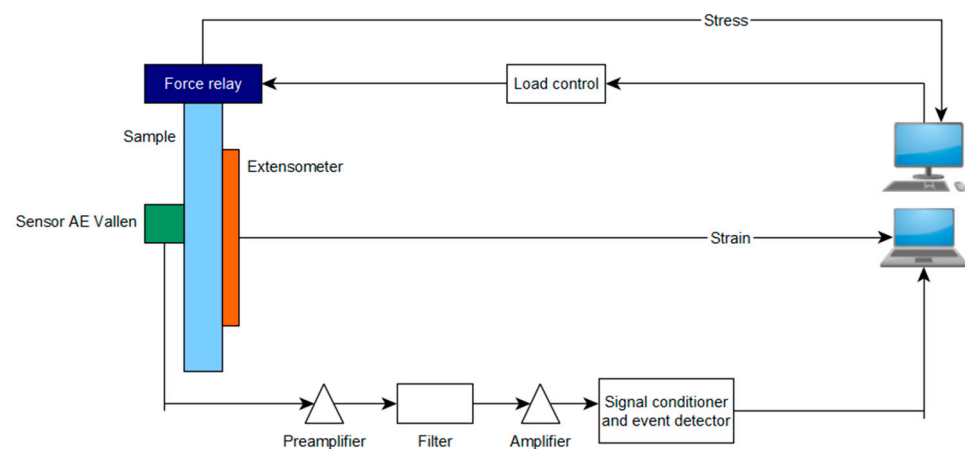 Stress
Force relay
Load control
Sample
Extensometer
Sensor AE Vallen
Strain
Signal conditioner
and event detector
Preamplifier
Filter
Amplifier